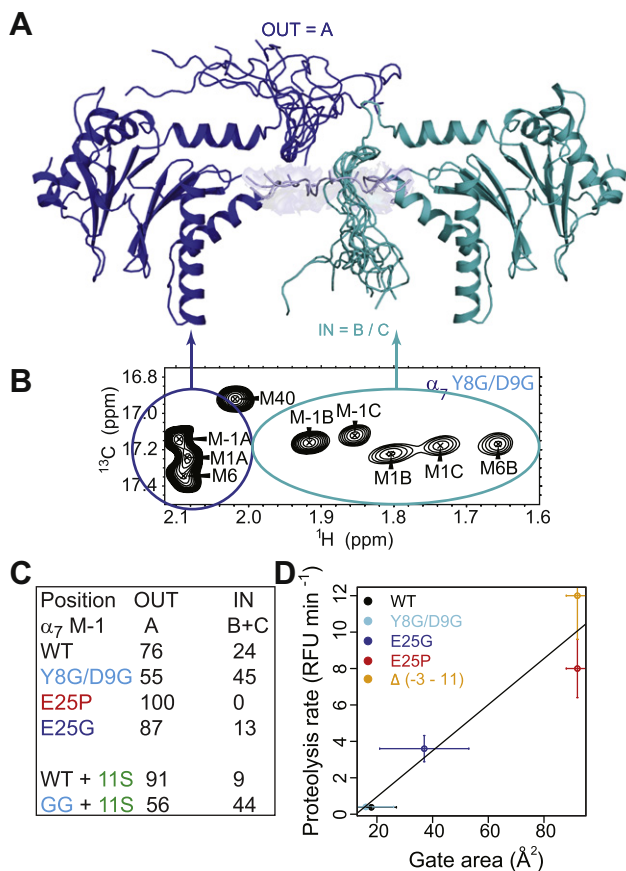 A
OUT = A
IN = B / C
B
α7 Y8G/D9G
16.8
17.0
17.2
17.4
13C (ppm)
M40
M-1A
M1A
M6
M-1B
M-1C
M1B
M1C
M6B
2.1 2.0 1.9 1.8 1.7 1.6
1H (ppm)
C
Position OUT IN
α7 M-1 A B+C
WT 76 24
Y8G/D9G 55 45
E25P 100 0
E25G 87 13
WT + 11S 91 9
GG + 11S 56 44
D
Proteolysis rate (RFU min-1)
12
10
8
6
4
2
0
WT
Y8G/D9G
E25G
E25P
Δ (-3 - 11)
20 40 60 80
Gate area (Å2)